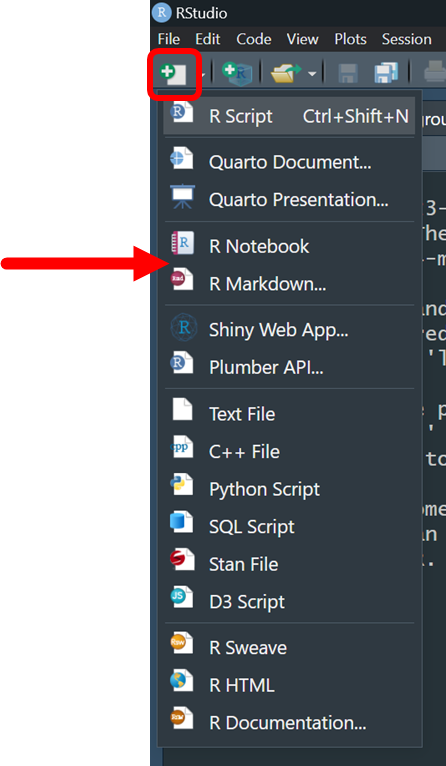 RStudio
File Edit Code View Plots Session
R Script Ctrl+Shift+N
Quarto Document...
Quarto Presentation...
R Notebook
R Markdown...
Shiny Web App...
Plumber API...
Text File
C++ File
Python Script
SQL Script
Stan File
D3 Script
R Sweave
R HTML
R Documentation...